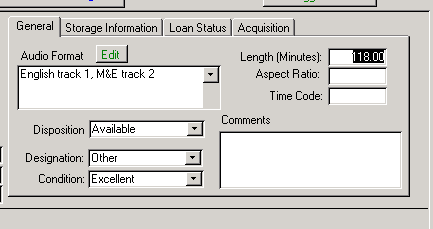 General Storage Information Loan Status Acquisition
Audio Format Edit Length (Minutes): 118.00
English track 1, M&E track 2 Aspect Ratio:
Time Code:
Disposition Available Comments
Designation: Other
Condition: Excellent